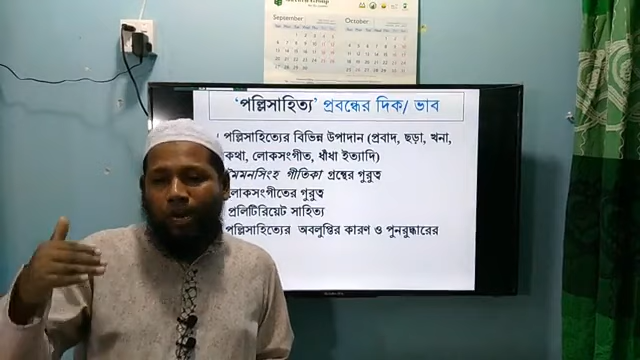 September
October
'পল্লিসাহিত্য' প্রবন্ধের দিক/ ভাব
। পল্লিসাহিত্যের বিভিন্ন উপাদান (প্রবাদ, ছড়া, খনা,
কথা, লোকসংগীত, ধাঁধা ইত্যাদি)
মৈমনসিংহ গীতিকা গ্রন্থের গুরুত্ব
লোকসংগীতের গুরুত্ব
প্রলিটিরিয়েট সাহিত্য
পল্লিসাহিত্যের অবলুপ্তির কারণ ও পুনরুদ্ধারের